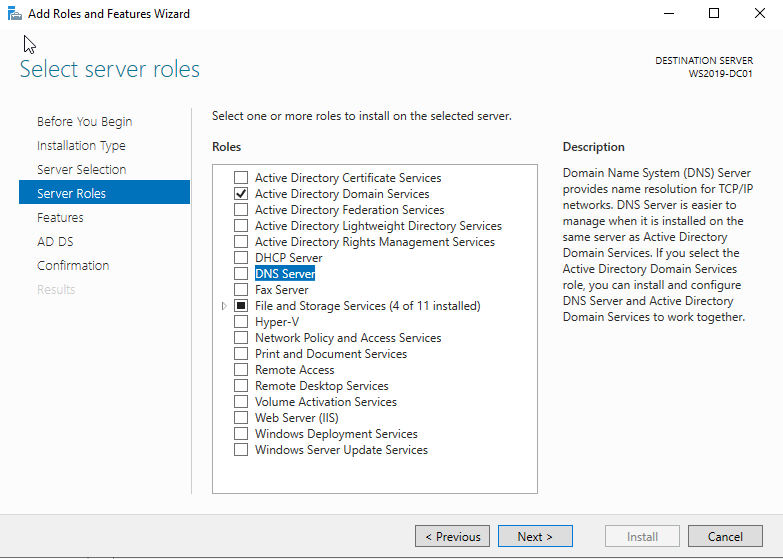 Add Roles and Features Wizard
Select server roles
DESTINATION SERVER
WS2019-DC01
Before You Begin
Installation Type
Server Selection
Server Roles
Features
AD DS
Confirmation
Results
Select one or more roles to install on the selected server.
Roles
Active Directory Certificate Services
Active Directory Domain Services
Active Directory Federation Services
Active Directory Lightweight Directory Services
Active Directory Rights Management Services
DHCP Server
DNS Server
Fax Server
File and Storage Services (4 of 11 installed)
Hyper-V
Network Policy and Access Services
Print and Document Services
Remote Access
Remote Desktop Services
Volume Activation Services
Web Server (IIS)
Windows Deployment Services
Windows Server Update Services
Description
Domain Name System (DNS) Server
provides name resolution for TCP/IP
networks. DNS Server is easier to
manage when it is installed on the
same server as Active Directory
Domain Services. If you select the
Active Directory Domain Services
role, you can install and configure
DNS Server and Active Directory
Domain Services to work together.
< Previous
Next >
Install
Cancel